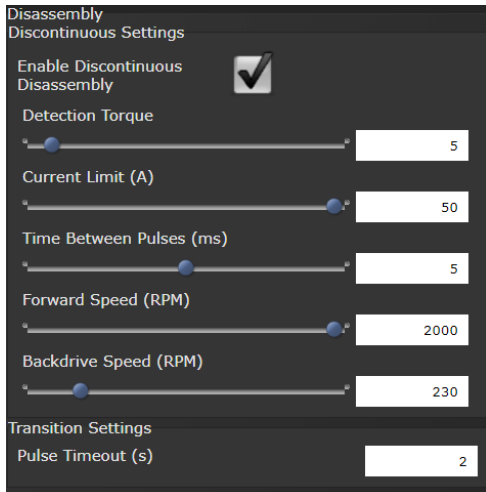 Disassembly
Discontinuous Settings
Enable Discontinuous
Disassembly
Detection Torque
5
Current Limit (A)
50
Time Between Pulses (ms)
5
Forward Speed (RPM)
2000
Backdrive Speed (RPM)
230
Transition Settings
Pulse Timeout (s)
2